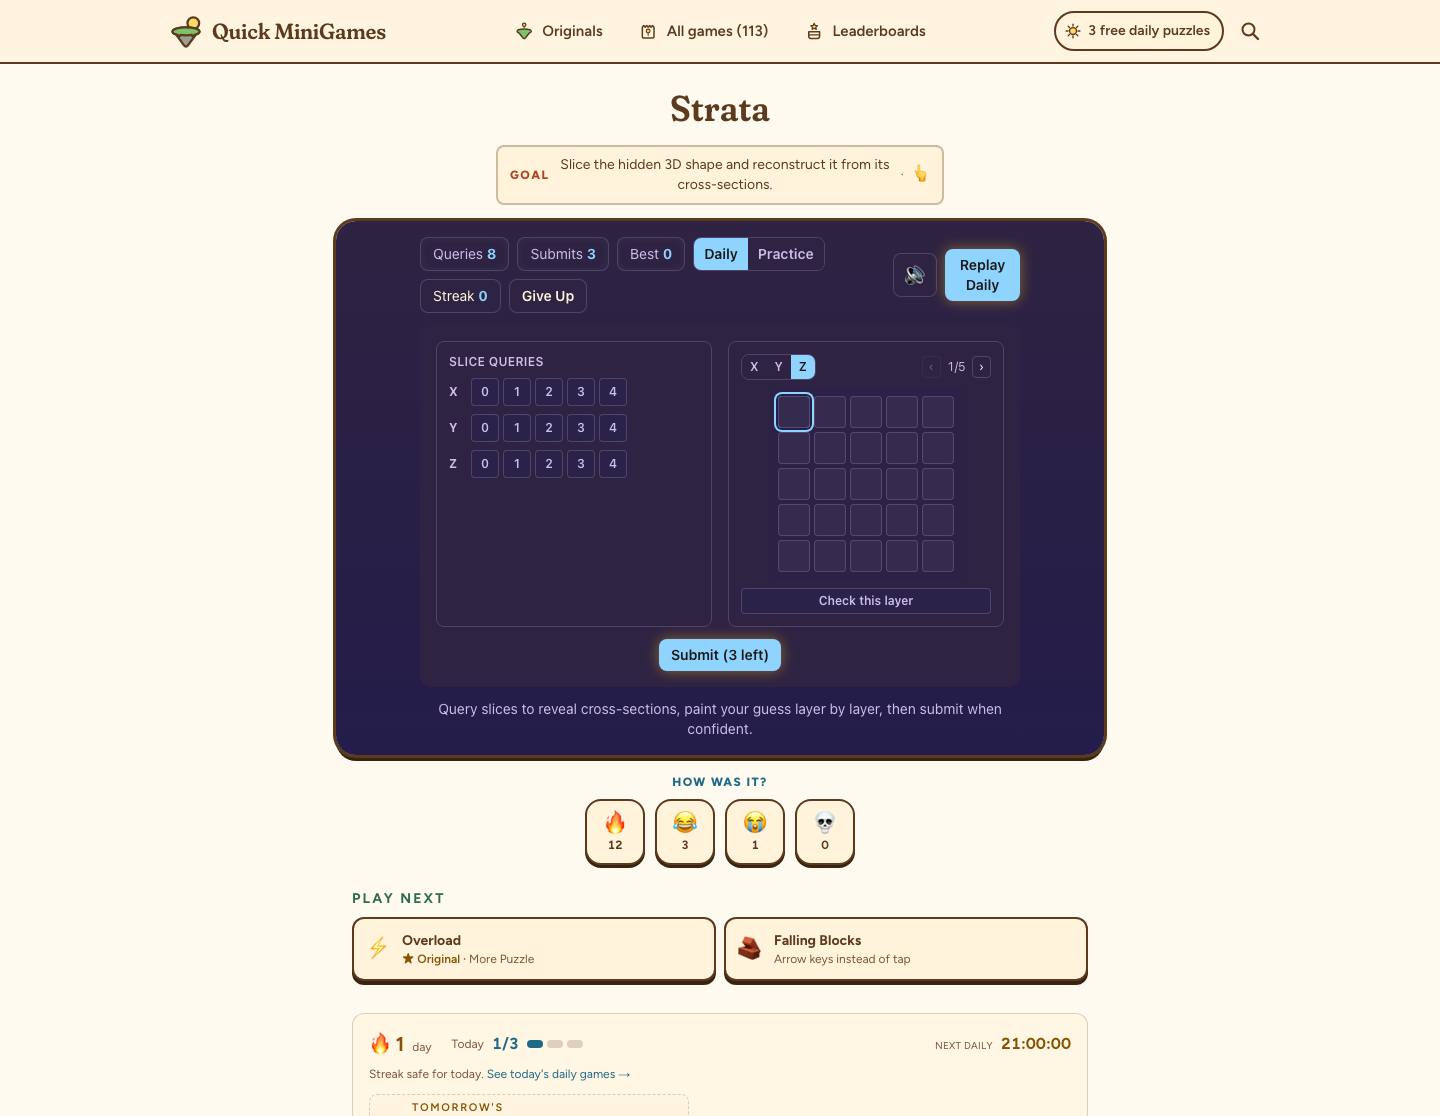 Quick MiniGames
Originals
All games (113)
Leaderboards
3 free daily puzzles
Strata
GOAL
Slice the hidden 3D shape and reconstruct it from its
cross-sections.
·
Queries 8
Submits 3
Best 0
Daily
Practice
Streak 0
Give Up
Replay
Daily
SLICE QUERIES
X 0 1 2 3 4
Y 0 1 2 3 4
Z 0 1 2 3 4
X Y Z
‹ 1/5 ›
Check this layer
Submit (3 left)
Query slices to reveal cross-sections, paint your guess layer by layer, then submit when
confident.
HOW WAS IT?
12
3
1
0
PLAY NEXT
Overload
Original · More Puzzle
Falling Blocks
Arrow keys instead of tap
1 day
Today 1/3
NEXT DAILY 21:00:00
Streak safe for today. See today's daily games →
TOMORROW'S